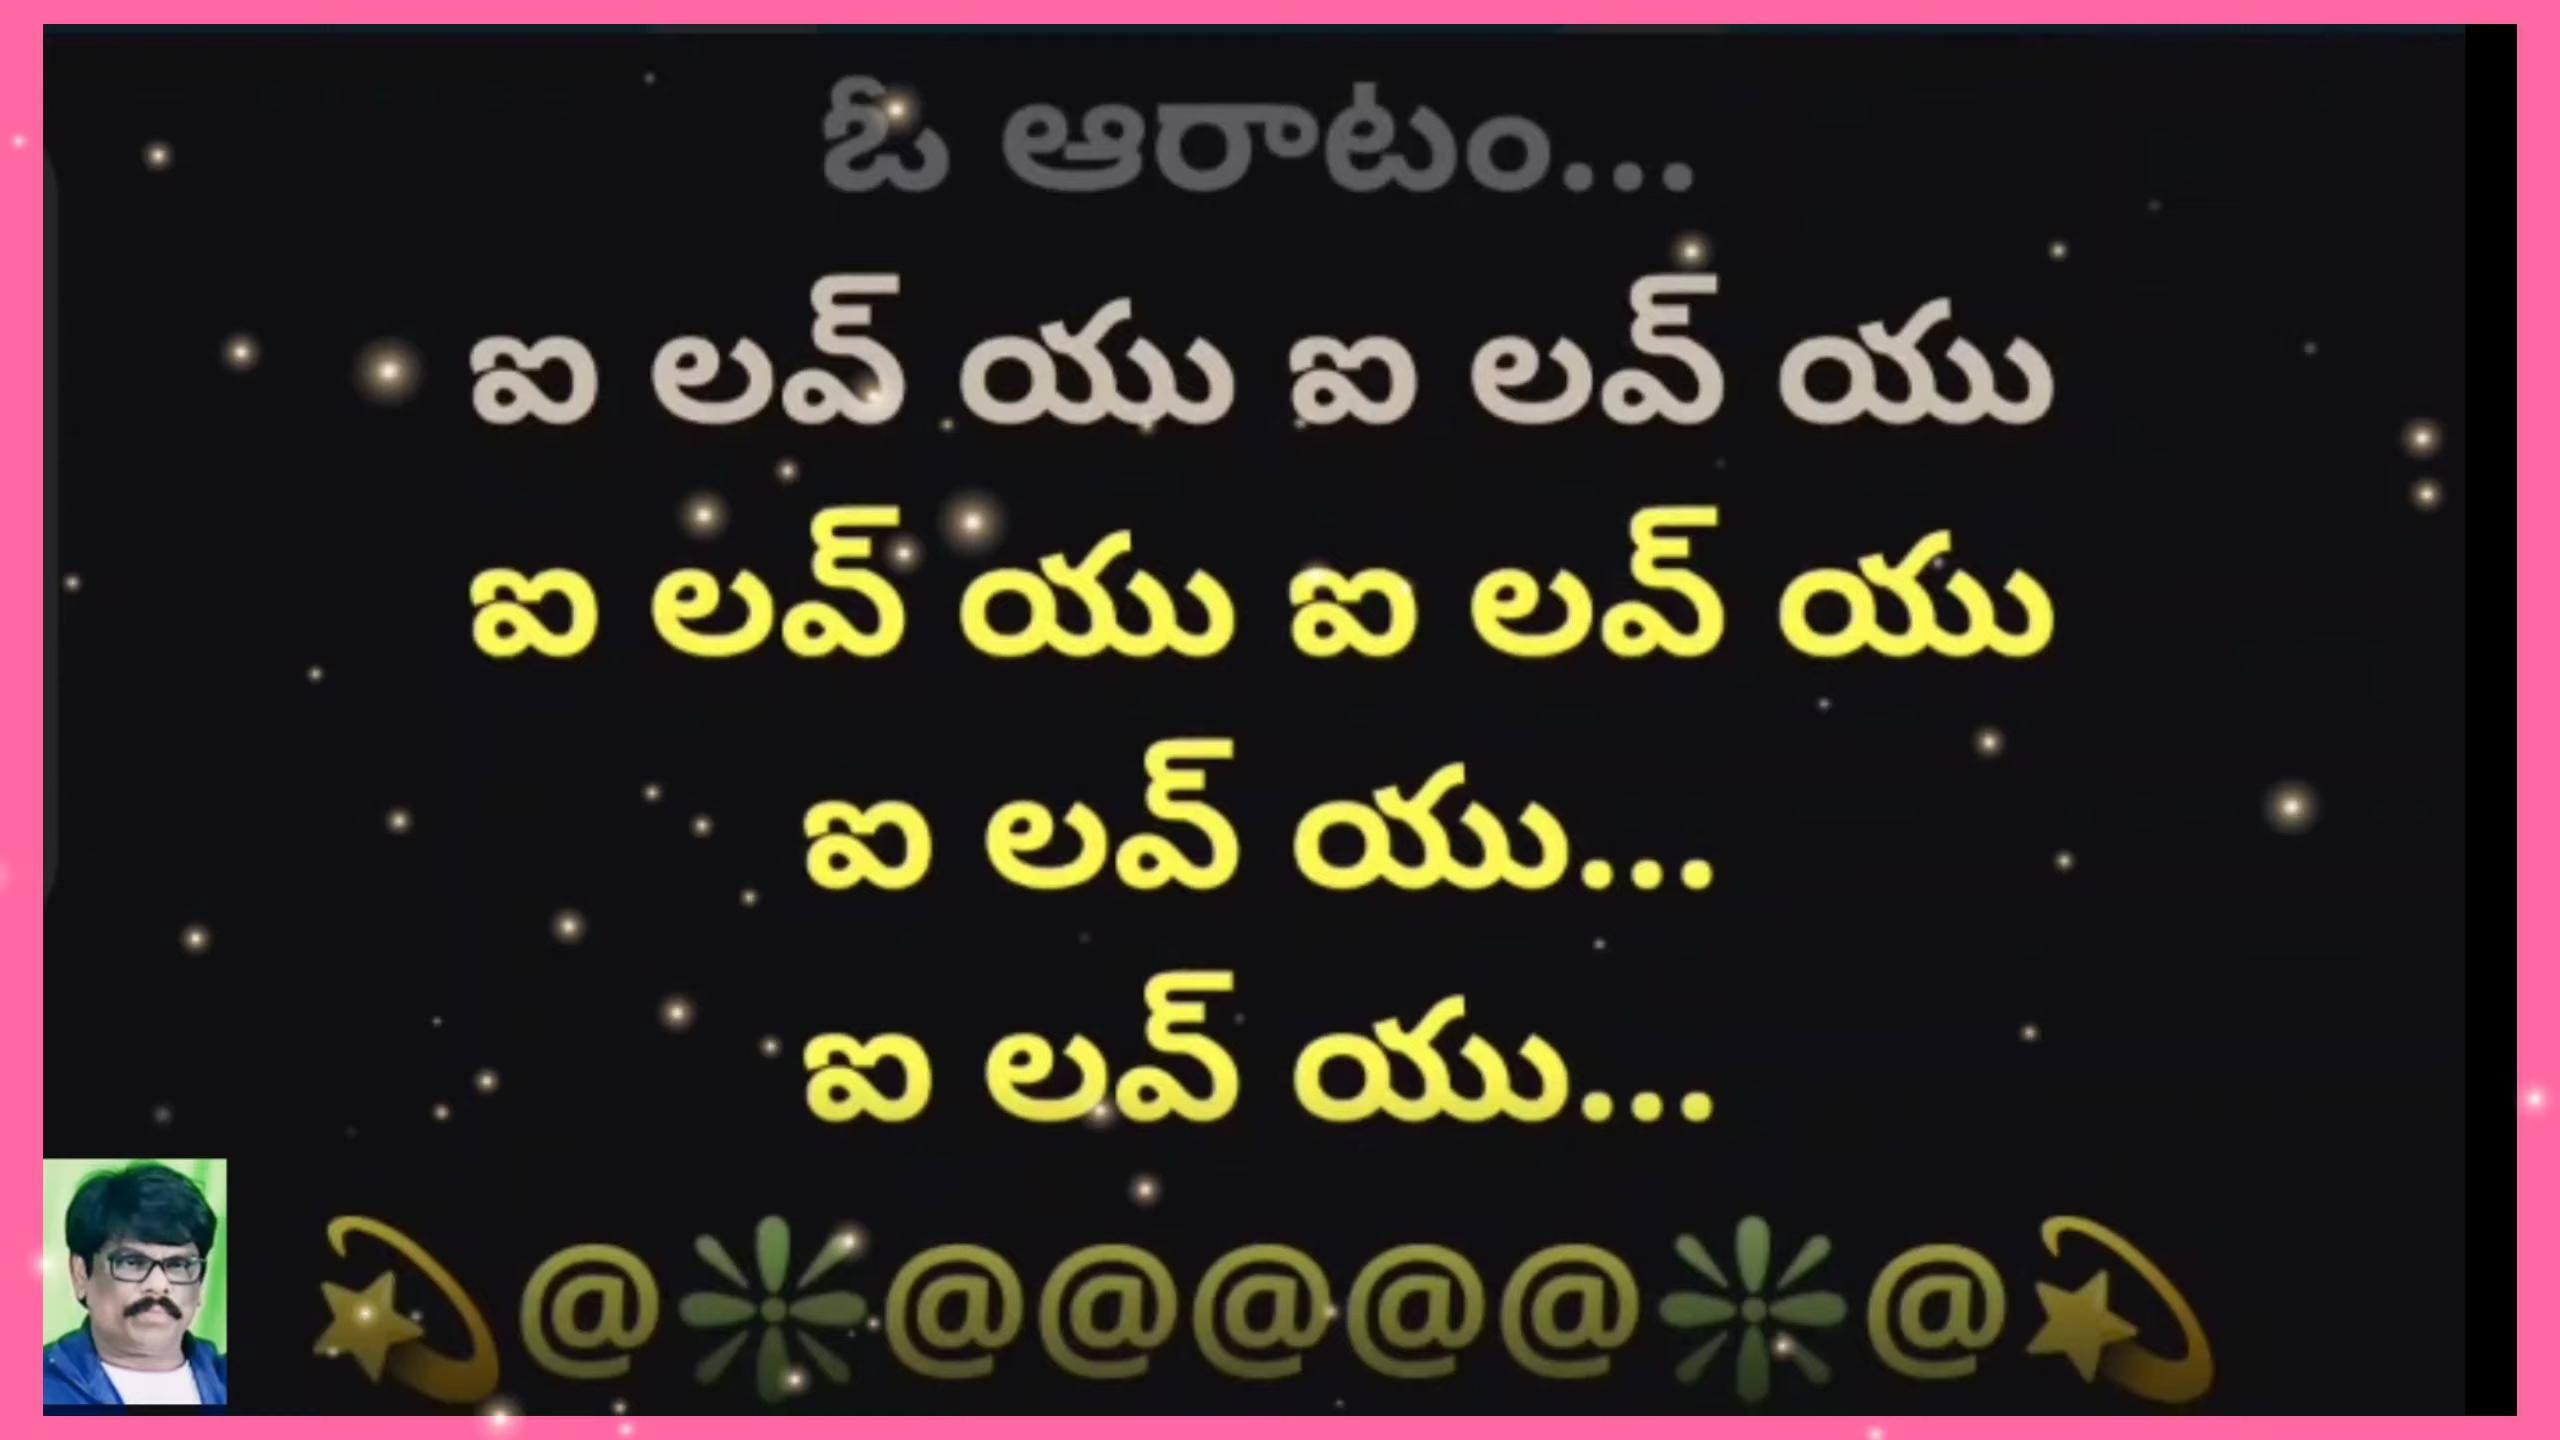 ఓ ఆరాటం...
ఐ లవ్ యు ఐ లవ్ యు
ఐ లవ్ యు ఐ లవ్ యు
ఐ లవ్ యు...
ఐ లవ్ యు...
💫@❇@@@@@❇@💫